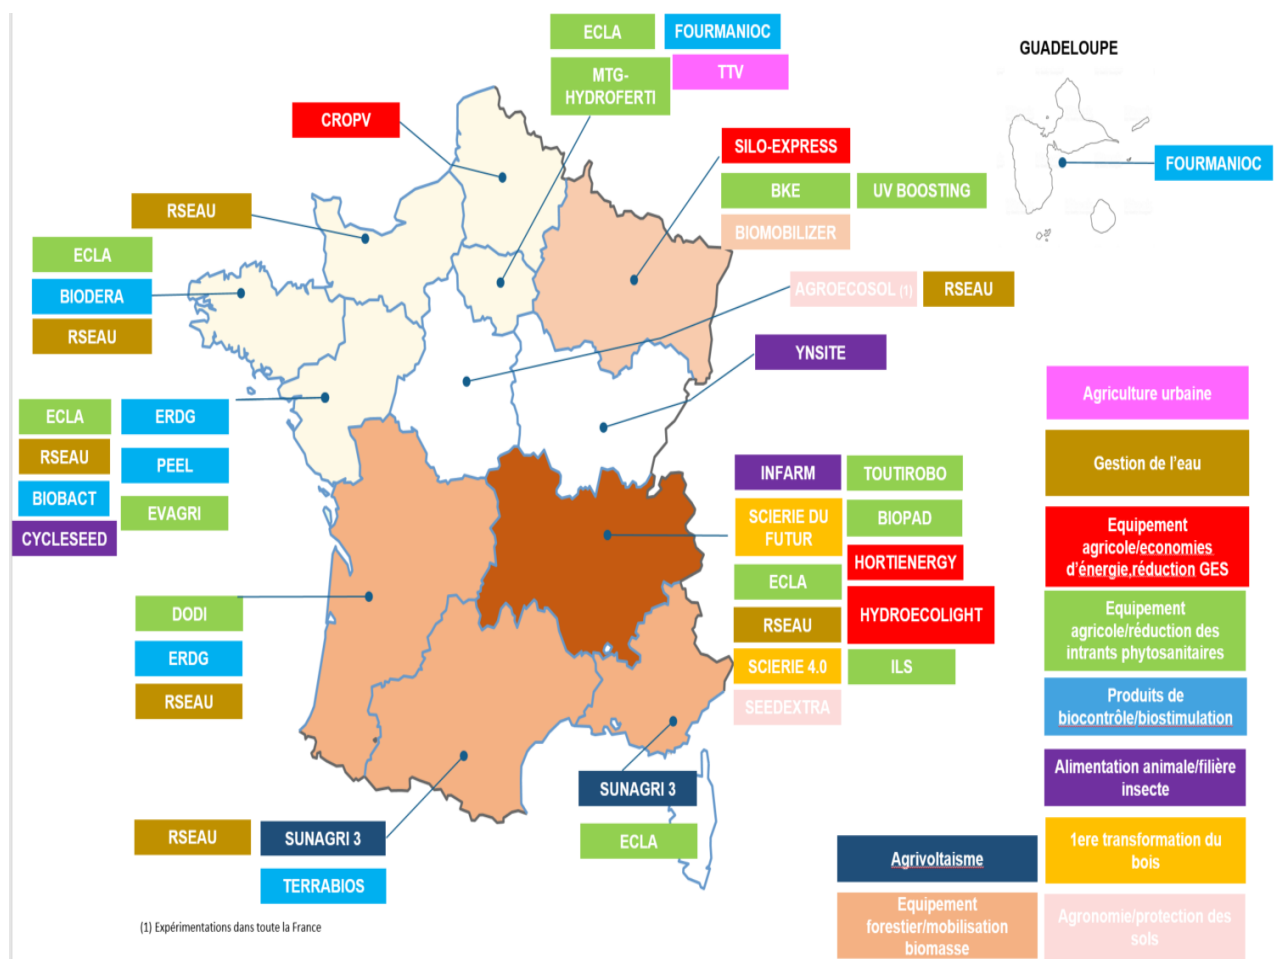 ECLA
FOURMANIOC
MTG-
HYDROFERTI
TTV
GUADELOUPE
CROPV
SILO-EXPRESS
FOURMANIOC
BKE
UV BOOSTING
RSEAU
BIOMOBILIZER
ECLA
BIODERA
RSEAU
AGROECOSOL (1)
RSEAU
YNSITE
ECLA
ERDG
RSEAU
PEEL
BIOBACT
EVAGRI
CYCLESEED
INFARM
TOUTIROBO
SCIERIE DU
FUTUR
BIOPAD
ECLA
HORTIENERGY
RSEAU
HYDROECOLIGHT
SCIERIE 4.0
ILS
SEEDEXTRA
DODI
ERDG
RSEAU
SUNAGRI 3
ECLA
RSEAU
SUNAGRI 3
TERRABIOS
Agriculture urbaine
Gestion de l'eau
Equipement
agricole/economies
d'énergie,réduction GES
Equipement
agricole/réduction des
intrants phytosanitaires
Produits de
biocontrôle/biostimulation
Alimentation animale/filière
insecte
Agrivoltaisme
1ere transformation du
bois
Equipement
forestier/mobilisation
biomasse
Agronomie/protection des
sols
(1) Expérimentations dans toute la France